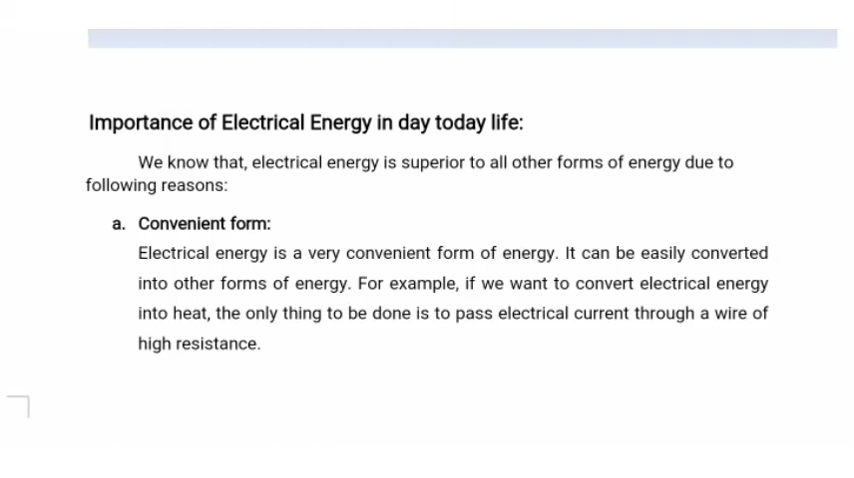 Importance of Electrical Energy in day today life:
We know that, electrical energy is superior to all other forms of energy due to
following reasons:
a. Convenient form:
Electrical energy is a very convenient form of energy. It can be easily converted
into other forms of energy. For example, if we want to convert electrical energy
into heat, the only thing to be done is to pass electrical current through a wire of
high resistance.